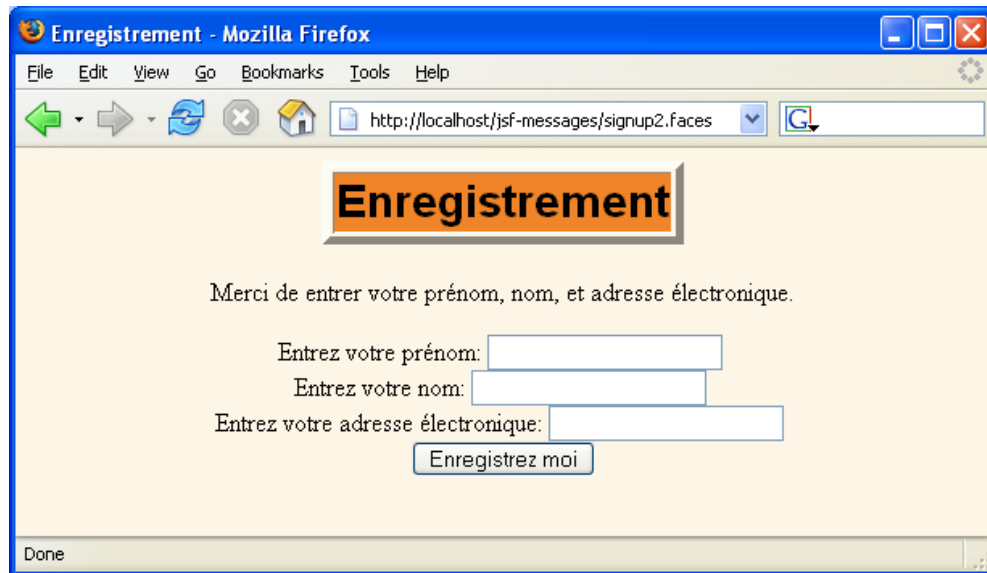 Enregistrement - Mozilla Firefox
File Edit View Go Bookmarks Tools Help
http://localhost/jsf-messages/signup2.faces G
Enregistrement
Merci de entrer votre prénom, nom, et adresse électronique.
Entrez votre prénom:
Entrez votre nom:
Entrez votre adresse électronique:
Enregistrez moi
Done